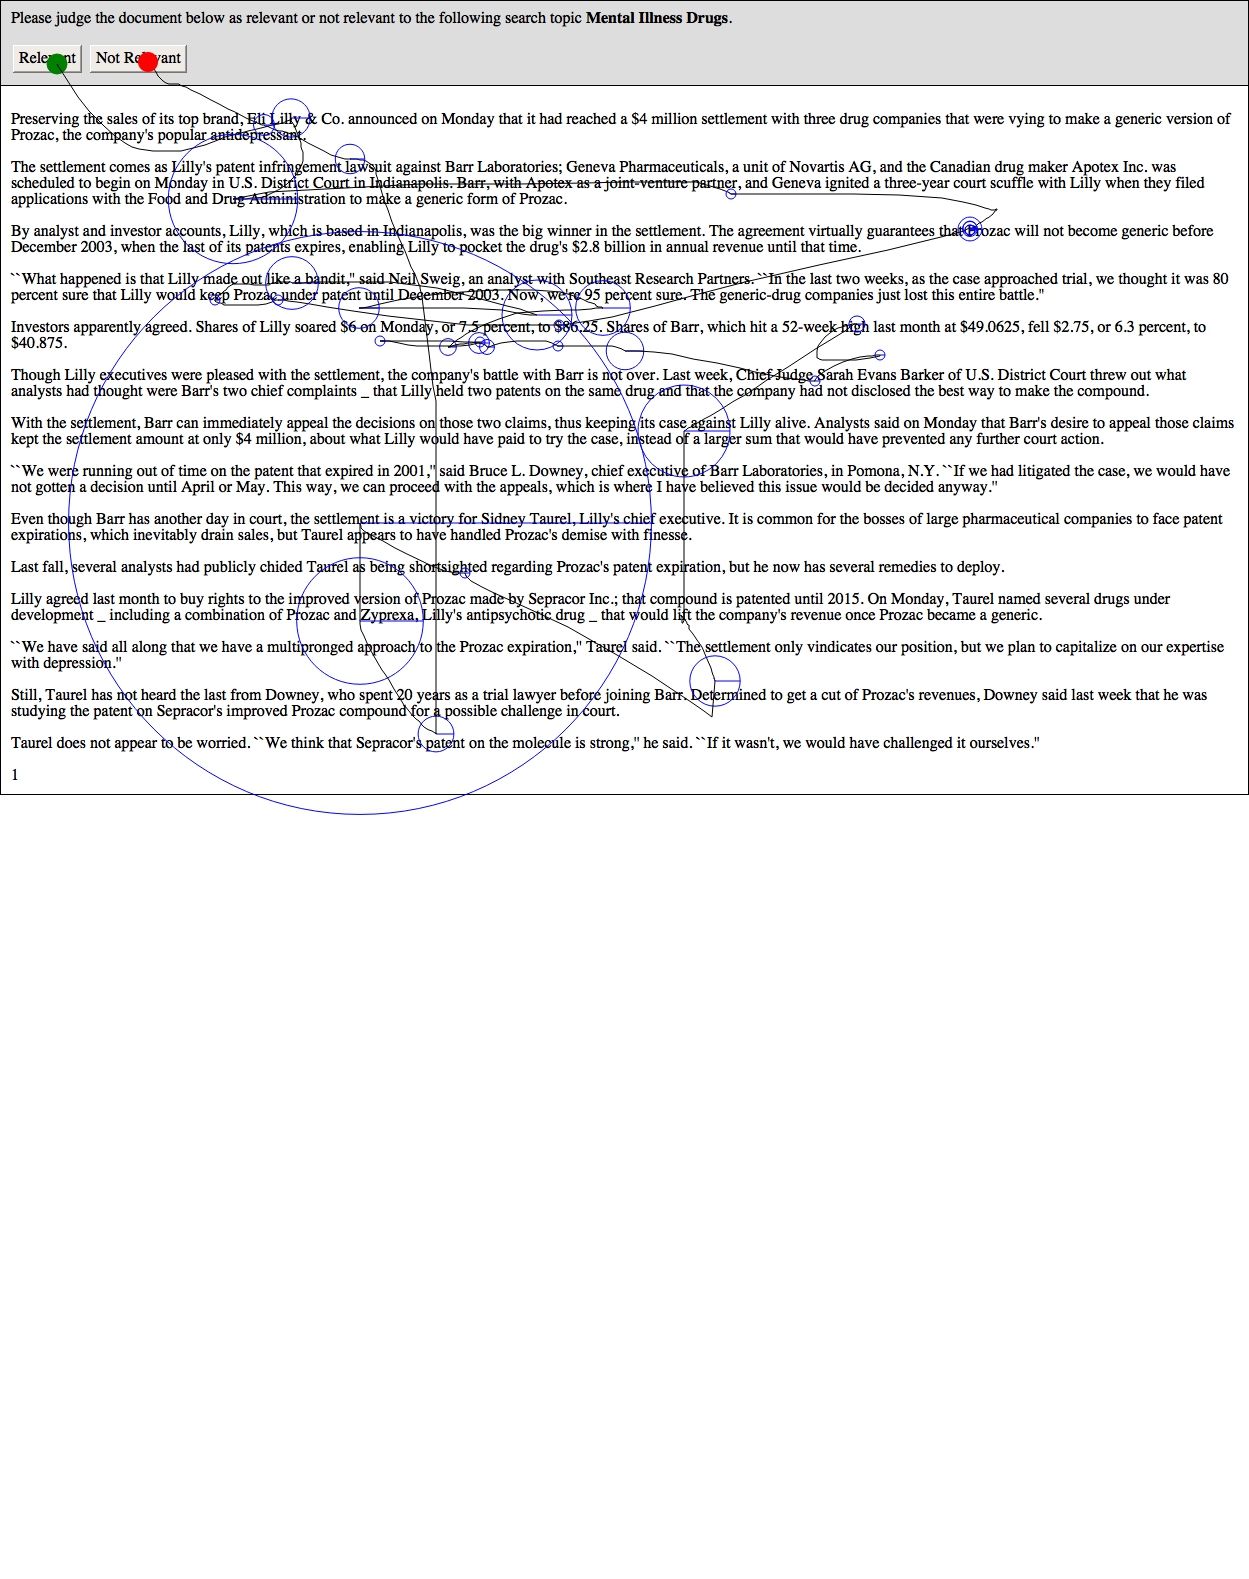 Please judge the document below as relevant or not relevant to the following search topic Mental Illness Drugs.
Relevant Not Relevant
Preserving the sales of its top brand, Eli Lilly & Co. announced on Monday that it had reached a $4 million settlement with three drug companies that were vying to make a generic version of
Prozac, the company's popular antidepressant.
The settlement comes as Lilly's patent infringement lawsuit against Barr Laboratories; Geneva Pharmaceuticals, a unit of Novartis AG, and the Canadian drug maker Apotex Inc. was
scheduled to begin on Monday in U.S. District Court in Indianapolis. Barr, with Apotex as a joint-venture partner, and Geneva ignited a three-year court scuffle with Lilly when they filed
applications with the Food and Drug Administration to make a generic form of Prozac.
By analyst and investor accounts, Lilly, which is based in Indianapolis, was the big winner in the settlement. The agreement virtually guarantees that Prozac will not become generic before
December 2003, when the last of its patents expires, enabling Lilly to pocket the drug's $2.8 billion in annual revenue until that time.
``What happened is that Lilly made out like a bandit,'' said Neil Sweig, an analyst with Southeast Research Partners. ``In the last two weeks, as the case approached trial, we thought it was 80
percent sure that Lilly would keep Prozac under patent until December 2003. Now, we're 95 percent sure. The generic-drug companies just lost this entire battle.''
Investors apparently agreed. Shares of Lilly soared $6 on Monday, or 7.5 percent, to $86.25. Shares of Barr, which hit a 52-week high last month at $49.0625, fell $2.75, or 6.3 percent, to
$40.875.
Though Lilly executives were pleased with the settlement, the company's battle with Barr is not over. Last week, Chief Judge Sarah Evans Barker of U.S. District Court threw out what
analysts had thought were Barr's two chief complaints _ that Lilly held two patents on the same drug and that the company had not disclosed the best way to make the compound.
With the settlement, Barr can immediately appeal the decisions on those two claims, thus keeping its case against Lilly alive. Analysts said on Monday that Barr's desire to appeal those claims
kept the settlement amount at only $4 million, about what Lilly would have paid to try the case, instead of a larger sum that would have prevented any further court action.
``We were running out of time on the patent that expired in 2001,'' said Bruce L. Downey, chief executive of Barr Laboratories, in Pomona, N.Y. ``If we had litigated the case, we would have
not gotten a decision until April or May. This way, we can proceed with the appeals, which is where I have believed this issue would be decided anyway.''
Even though Barr has another day in court, the settlement is a victory for Sidney Taurel, Lilly's chief executive. It is common for the bosses of large pharmaceutical companies to face patent
expirations, which inevitably drain sales, but Taurel appears to have handled Prozac's demise with finesse.
Last fall, several analysts had publicly chided Taurel as being shortsighted regarding Prozac's patent expiration, but he now has several remedies to deploy.
Lilly agreed last month to buy rights to the improved version of Prozac made by Sepracor Inc.; that compound is patented until 2015. On Monday, Taurel named several drugs under
development _ including a combination of Prozac and Zyprexa, Lilly's antipsychotic drug _ that would lift the company's revenue once Prozac became a generic.
``We have said all along that we have a multipronged approach to the Prozac expiration,'' Taurel said. ``The settlement only vindicates our position, but we plan to capitalize on our expertise
with depression.''
Still, Taurel has not heard the last from Downey, who spent 20 years as a trial lawyer before joining Barr. Determined to get a cut of Prozac's revenues, Downey said last week that he was
studying the patent on Sepracor's improved Prozac compound for a possible challenge in court.
Taurel does not appear to be worried. ``We think that Sepracor's patent on the molecule is strong,'' he said. ``If it wasn't, we would have challenged it ourselves.''
1